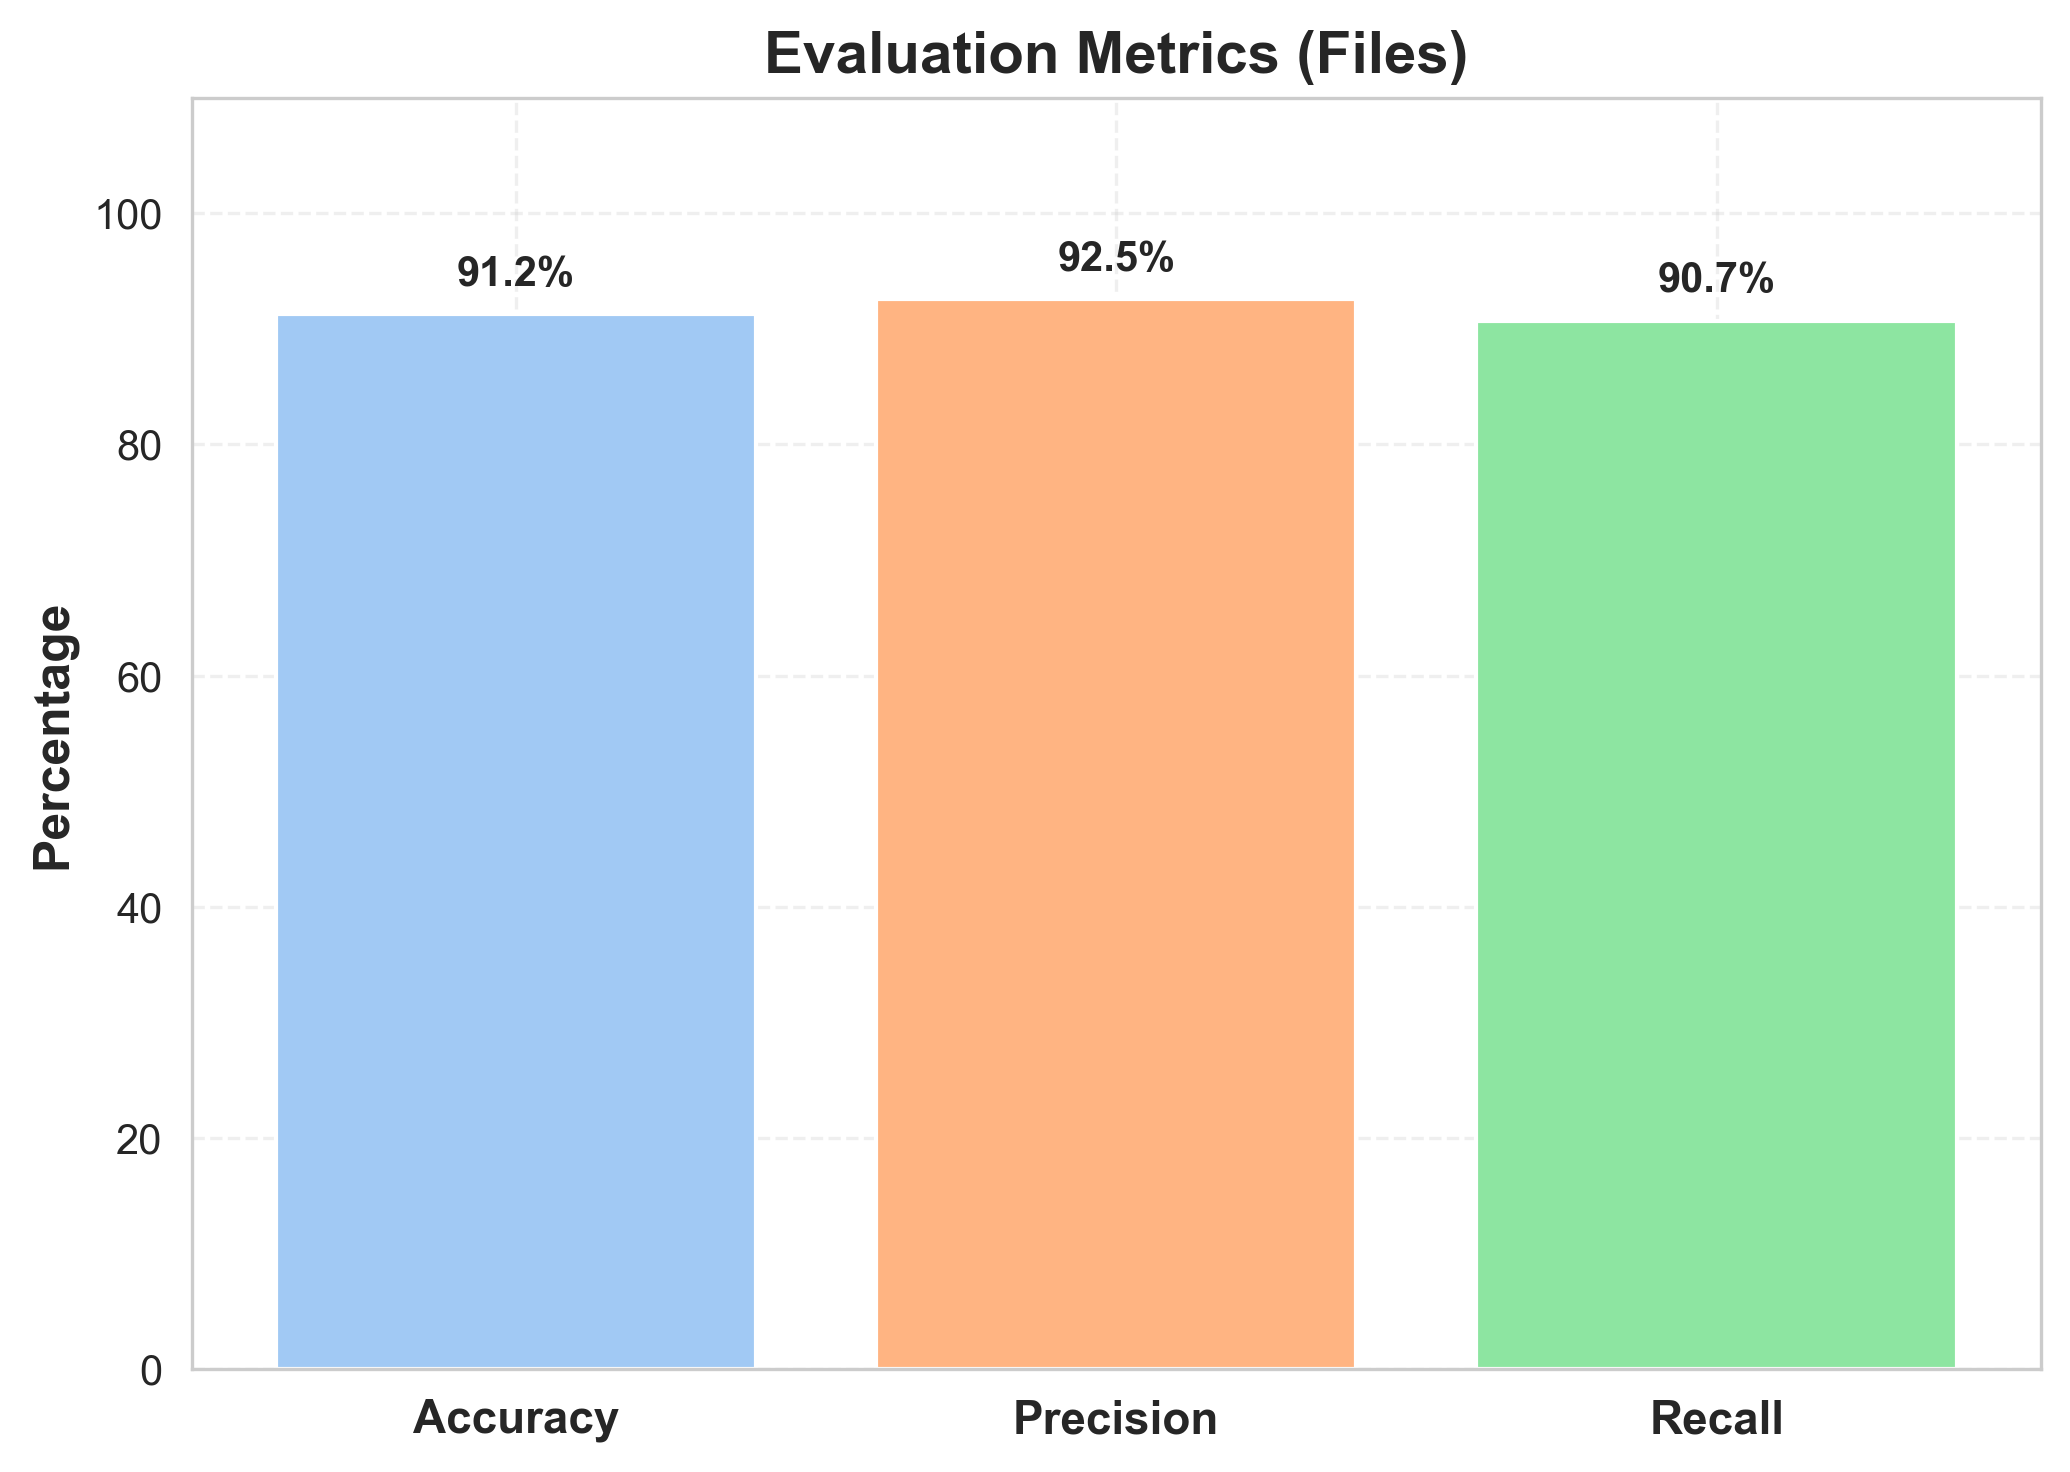 Evaluation Metrics (Files)
Percentage
100
80
60
40
20
0
91.2%
92.5%
90.7%
Accuracy
Precision
Recall